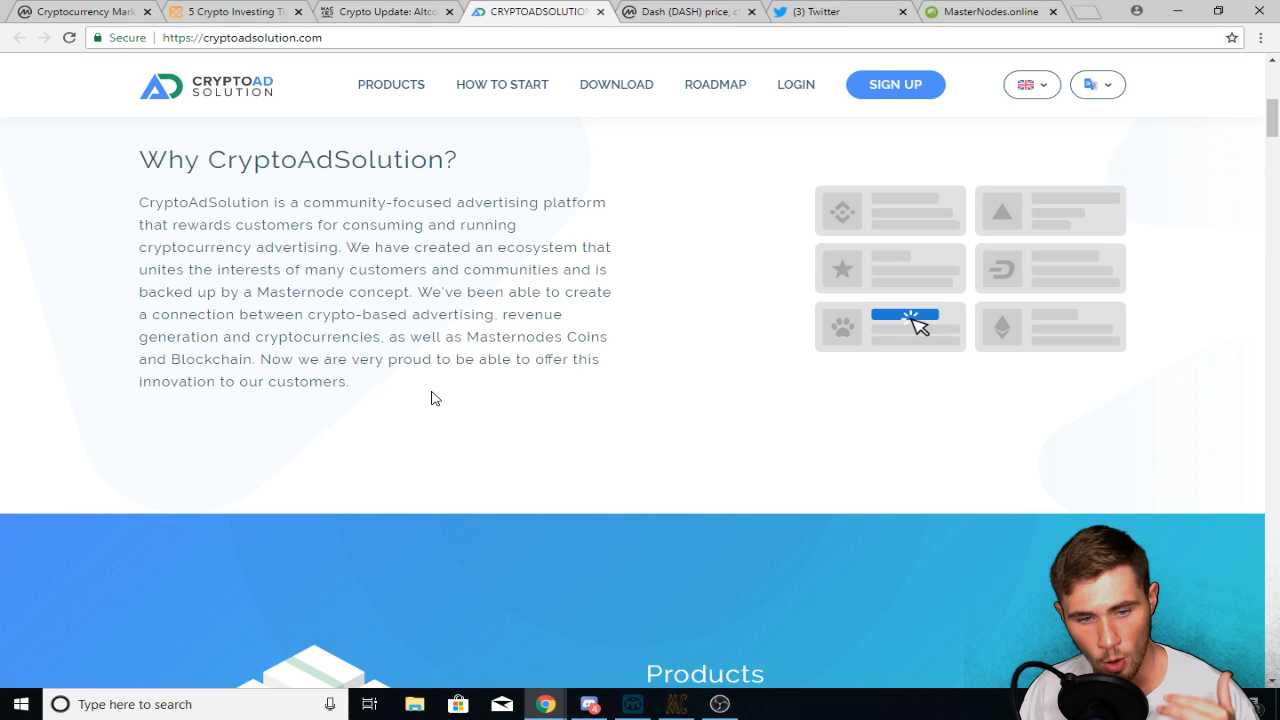 Cryptocurrency Mark
5 Crypto Investing T
Crypto Update: Altco
CRYPTOADSOLUTION
Dash (DASH) price, c
(3) Twitter
MasterNodes.online
Secure
https://cryptoadsolution.com
CRYPTOAD
SOLUTION
PRODUCTS
HOW TO START
DOWNLOAD
ROADMAP
LOGIN
SIGN UP
Why CryptoAdSolution?
CryptoAdSolution is a community-focused advertising platform
that rewards customers for consuming and running
cryptocurrency advertising. We have created an ecosystem that
unites the interests of many customers and communities and is
backed up by a Masternode concept. We've been able to create
a connection between crypto-based advertising, revenue
generation and cryptocurrencies, as well as Masternodes Coins
and Blockchain. Now we are very proud to be able to offer this
innovation to our customers.
Products
Type here to search
4
MC